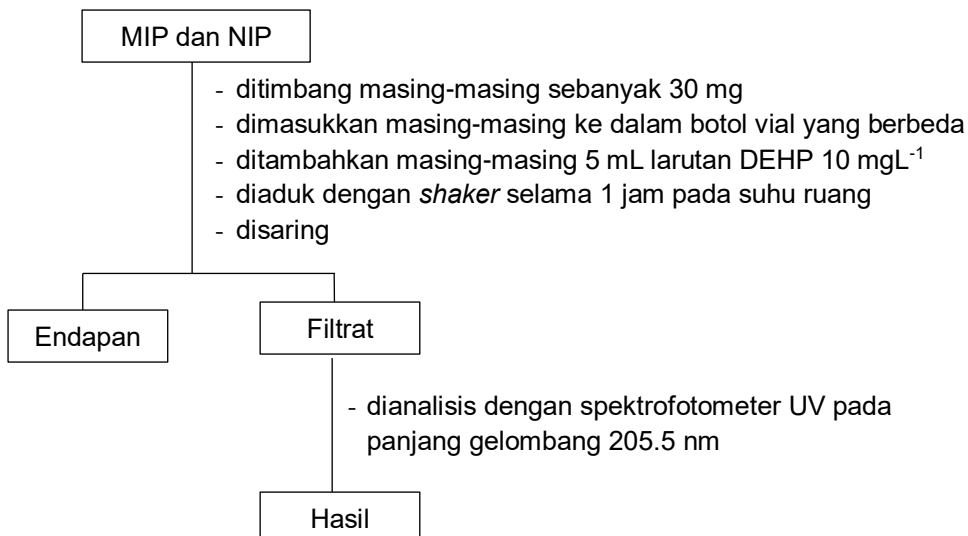 MIP dan NIP
- ditimbang masing-masing sebanyak 30 mg
- dimasukkan masing-masing ke dalam botol vial yang berbeda
- ditambahkan masing-masing 5 mL larutan DEHP 10 mgL⁻¹
- diaduk dengan shaker selama 1 jam pada suhu ruang
- disaring
Endapan
Filtrat
- dianalisis dengan spektrofotometer UV pada
panjang gelombang 205.5 nm
Hasil